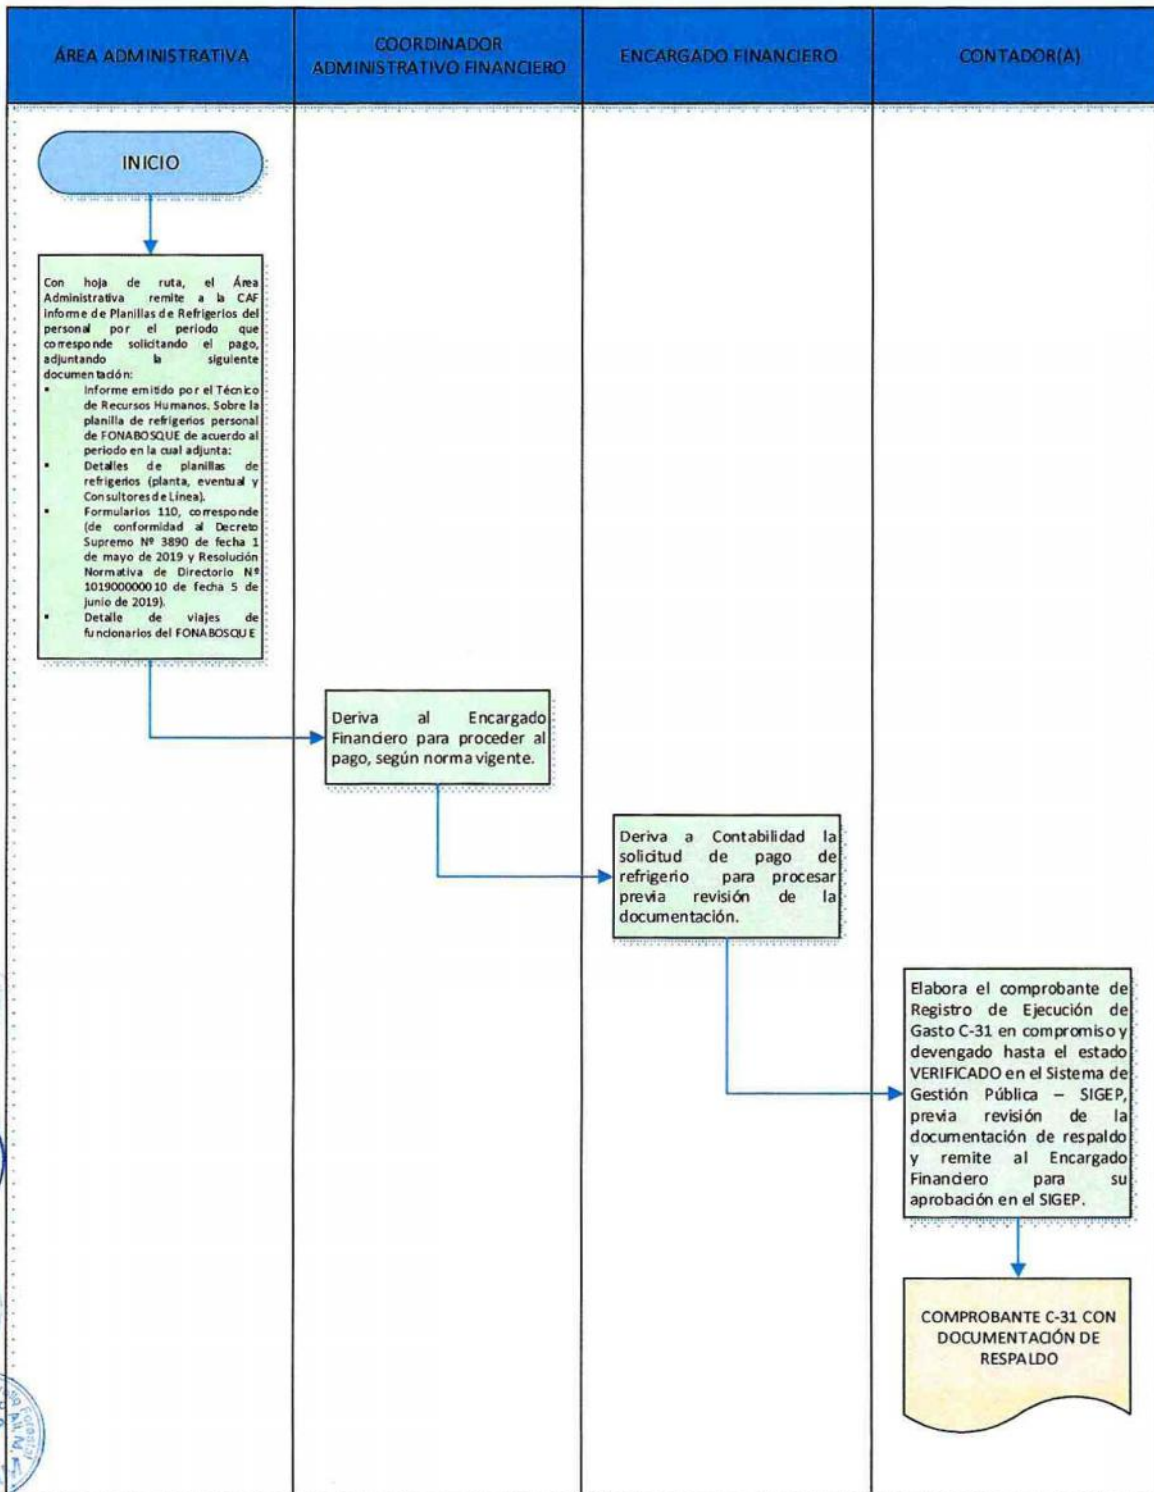 ÁREA ADMINISTRATIVA
COORDINADOR
ADMINISTRATIVO FINANCIERO
ENCARGADO FINANCIERO
CONTADOR(A)
INICIO
Con hoja de ruta, el Área
Administrativa remite a la CAF
Informe de Planillas de Refrigerios del
personal por el periodo que
corresponde solicitando el pago,
adjuntando la siguiente
documentación:
▪ Informe emitido por el Técnico
de Recursos Humanos. Sobre la
planilla de refrigerios personal
de FONABOSQUE de acuerdo al
periodo en la cual adjunta:
▪ Detalles de planillas de
refrigerios (planta, eventual y
Consultores de Línea).
▪ Formularios 110, corresponde
(de conformidad al Decreto
Supremo Nº 3890 de fecha 1
de mayo de 2019 y Resolución
Normativa de Directorio Nº
101900000010 de fecha 5 de
junio de 2019).
▪ Detalle de viajes de
funcionarios del FONABOSQUE
Deriva al Encargado
Financiero para proceder al
pago, según norma vigente.
Deriva a Contabilidad la
solicitud de pago de
refrigerio para procesar
previa revisión de la
documentación.
Elabora el comprobante de
Registro de Ejecución de
Gasto C-31 en compromiso y
devengado hasta el estado
VERIFICADO en el Sistema de
Gestión Pública – SIGEP,
previa revisión de la
documentación de respaldo
y remite al Encargado
Financiero para su
aprobación en el SIGEP.
COMPROBANTE C-31 CON
DOCUMENTACIÓN DE
RESPALDO
Forestal